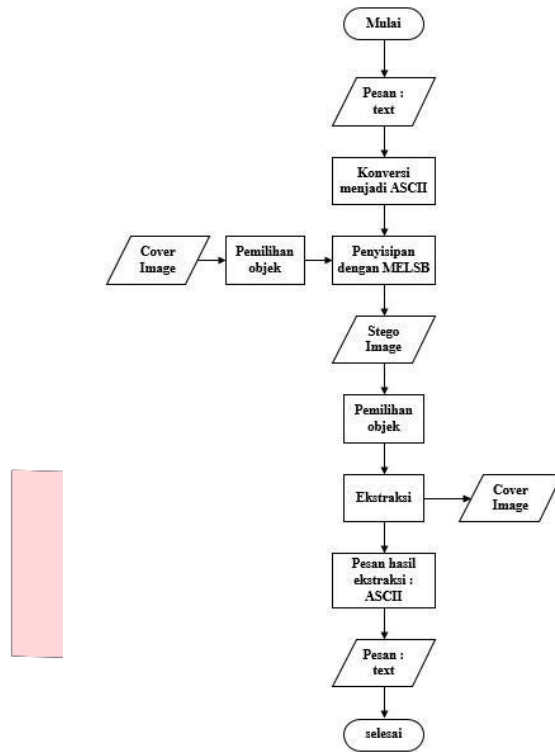 Mulai
Pesan :
text
Konversi
menjadi ASCII
Cover
Image
Pemilihan
objek
Penyisipan
dengan MELSB
Stego
Image
Pemilihan
objek
Ekstraksi
Cover
Image
Pesan hasil
ekstraksi :
ASCII
Pesan :
text
selesai